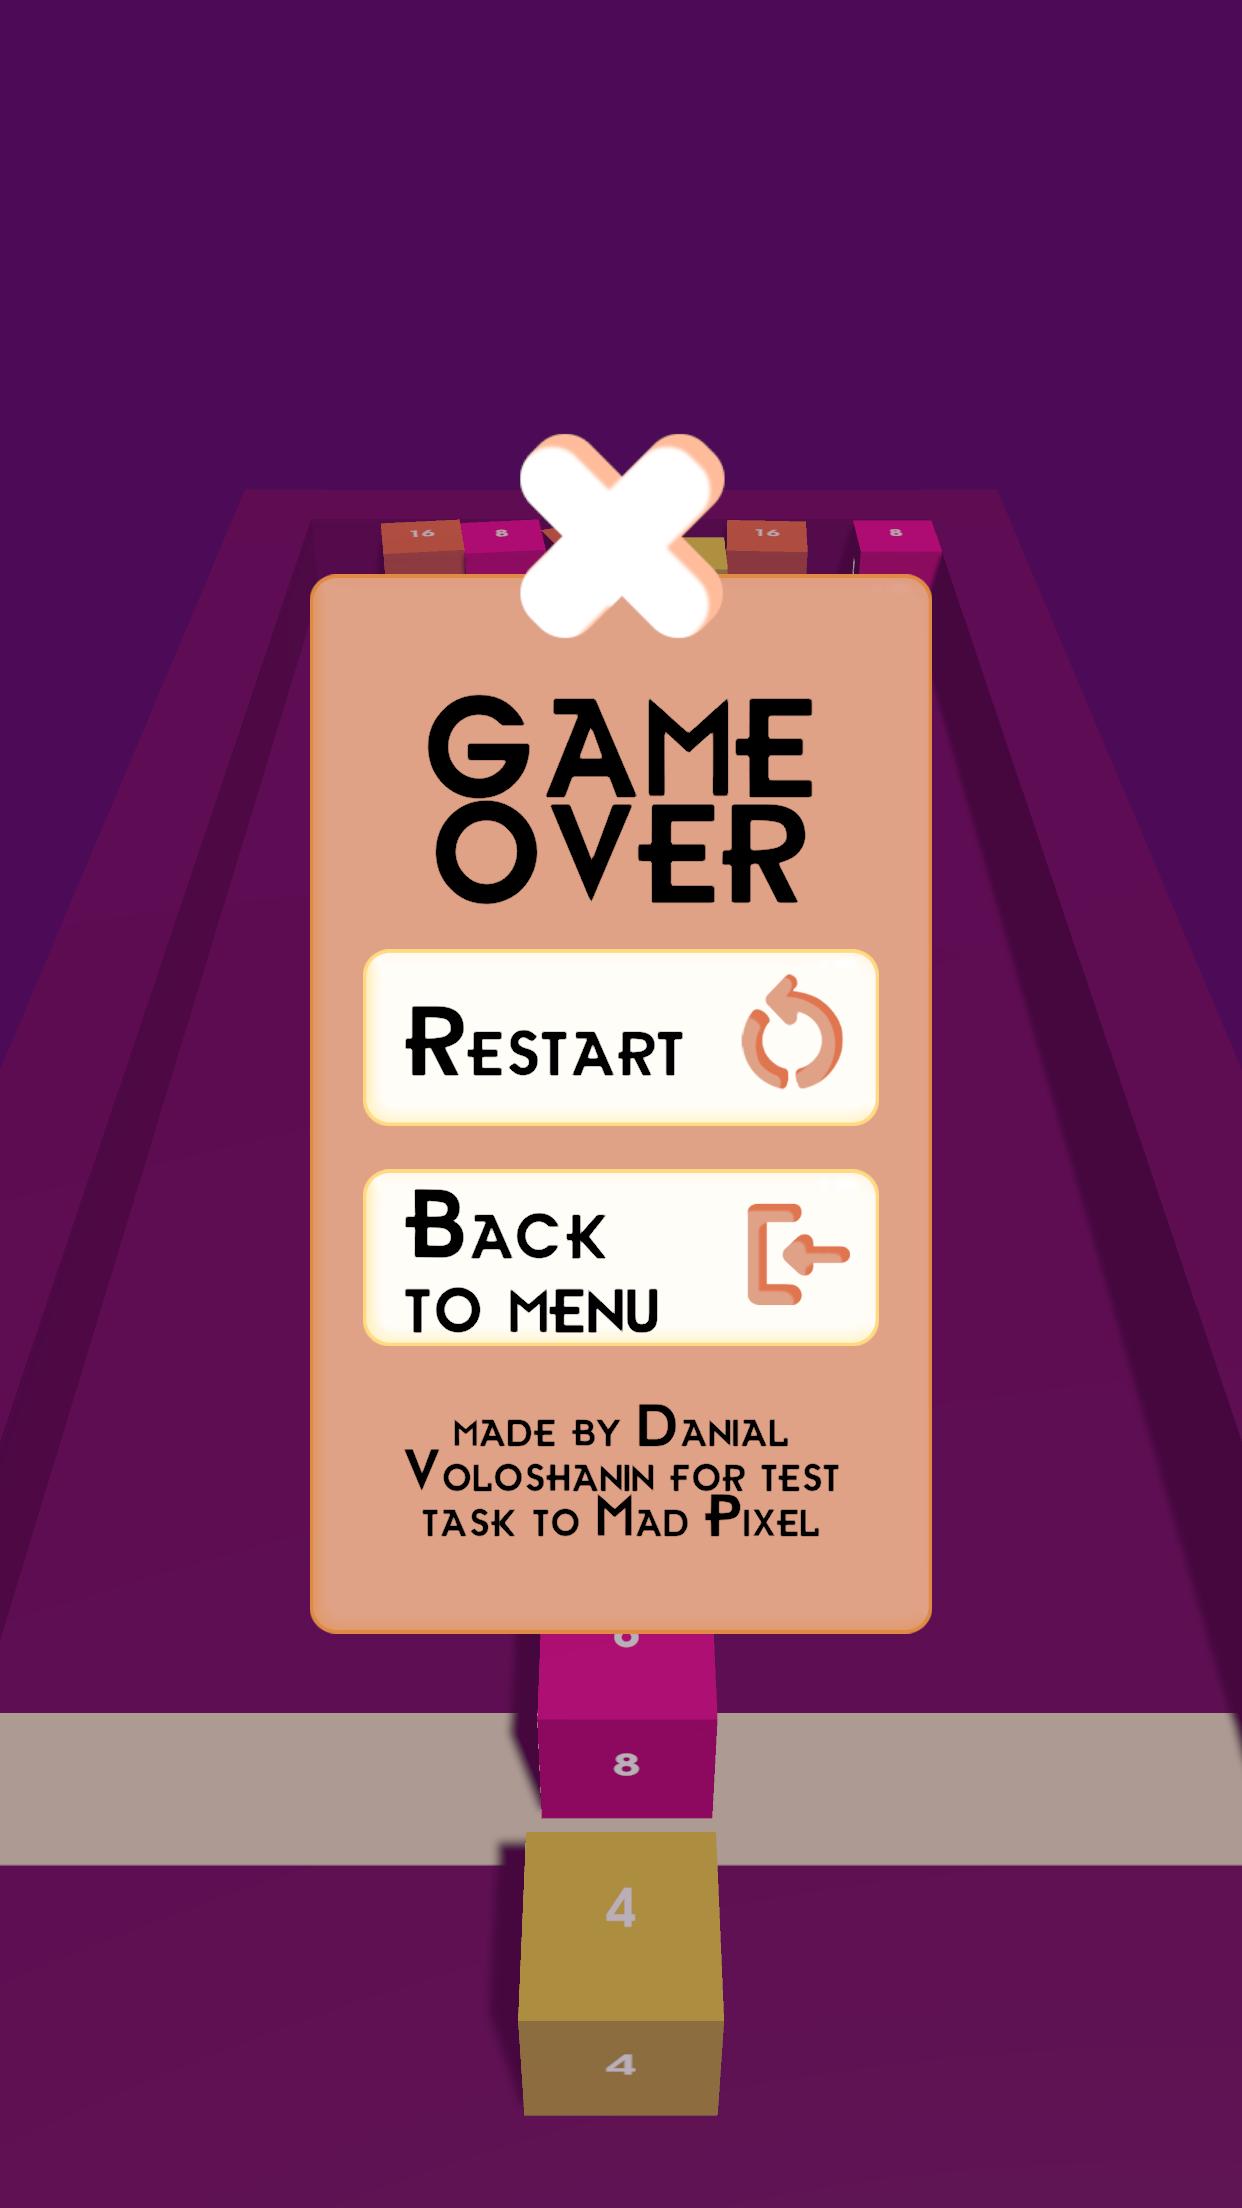 16 8 16 8
GAME
OVER
Restart
Back
to menu
made by Danial
Voloshanin for test
task to Mad Pixel
8
4
4